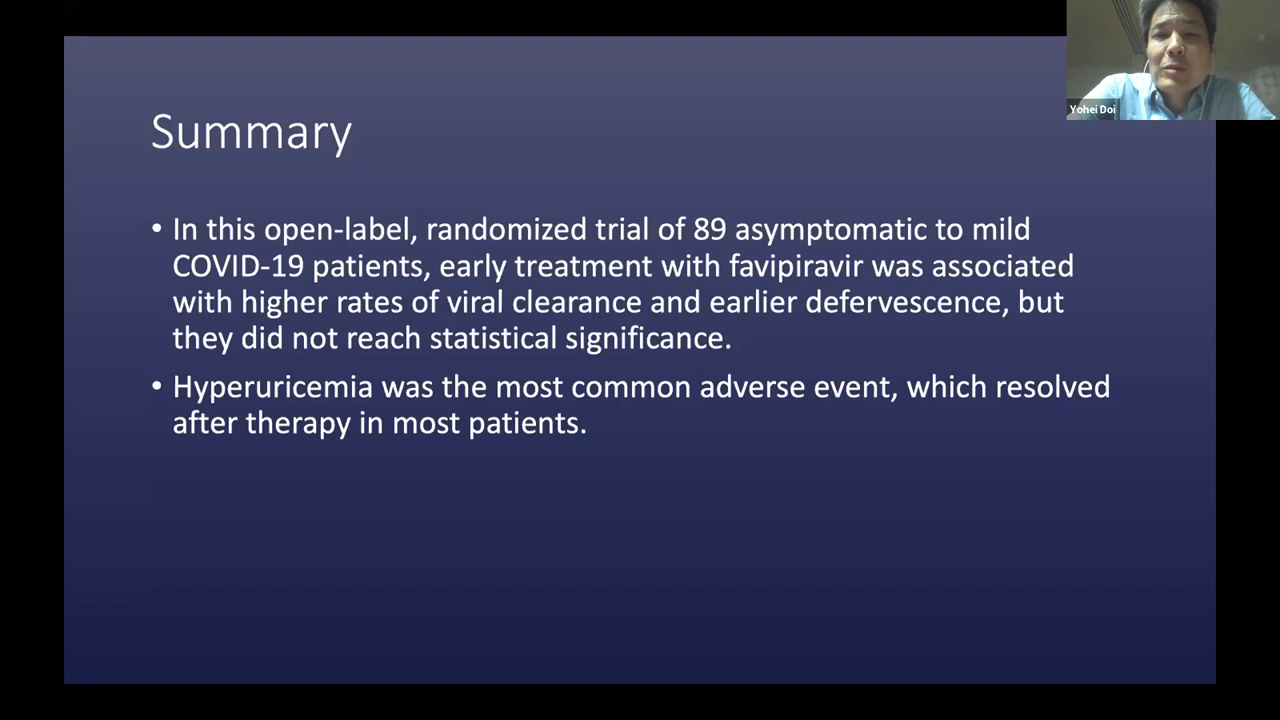 Yohei Doi
Summary
• In this open-label, randomized trial of 89 asymptomatic to mild
COVID-19 patients, early treatment with favipiravir was associated
with higher rates of viral clearance and earlier defervescence, but
they did not reach statistical significance.
• Hyperuricemia was the most common adverse event, which resolved
after therapy in most patients.